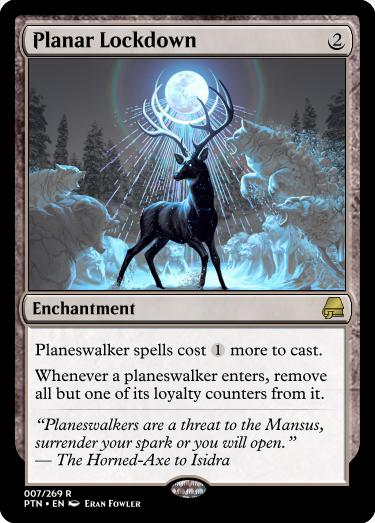 Planar Lockdown 2
Enchantment
Planeswalker spells cost 1 more to cast.
Whenever a planeswalker enters, remove
all but one of its loyalty counters from it.
“Planeswalkers are a threat to the Mansus,
surrender your spark or you will open.”
— The Horned-Axe to Isidra
007/269 R
PTN • EN Eran Fowler